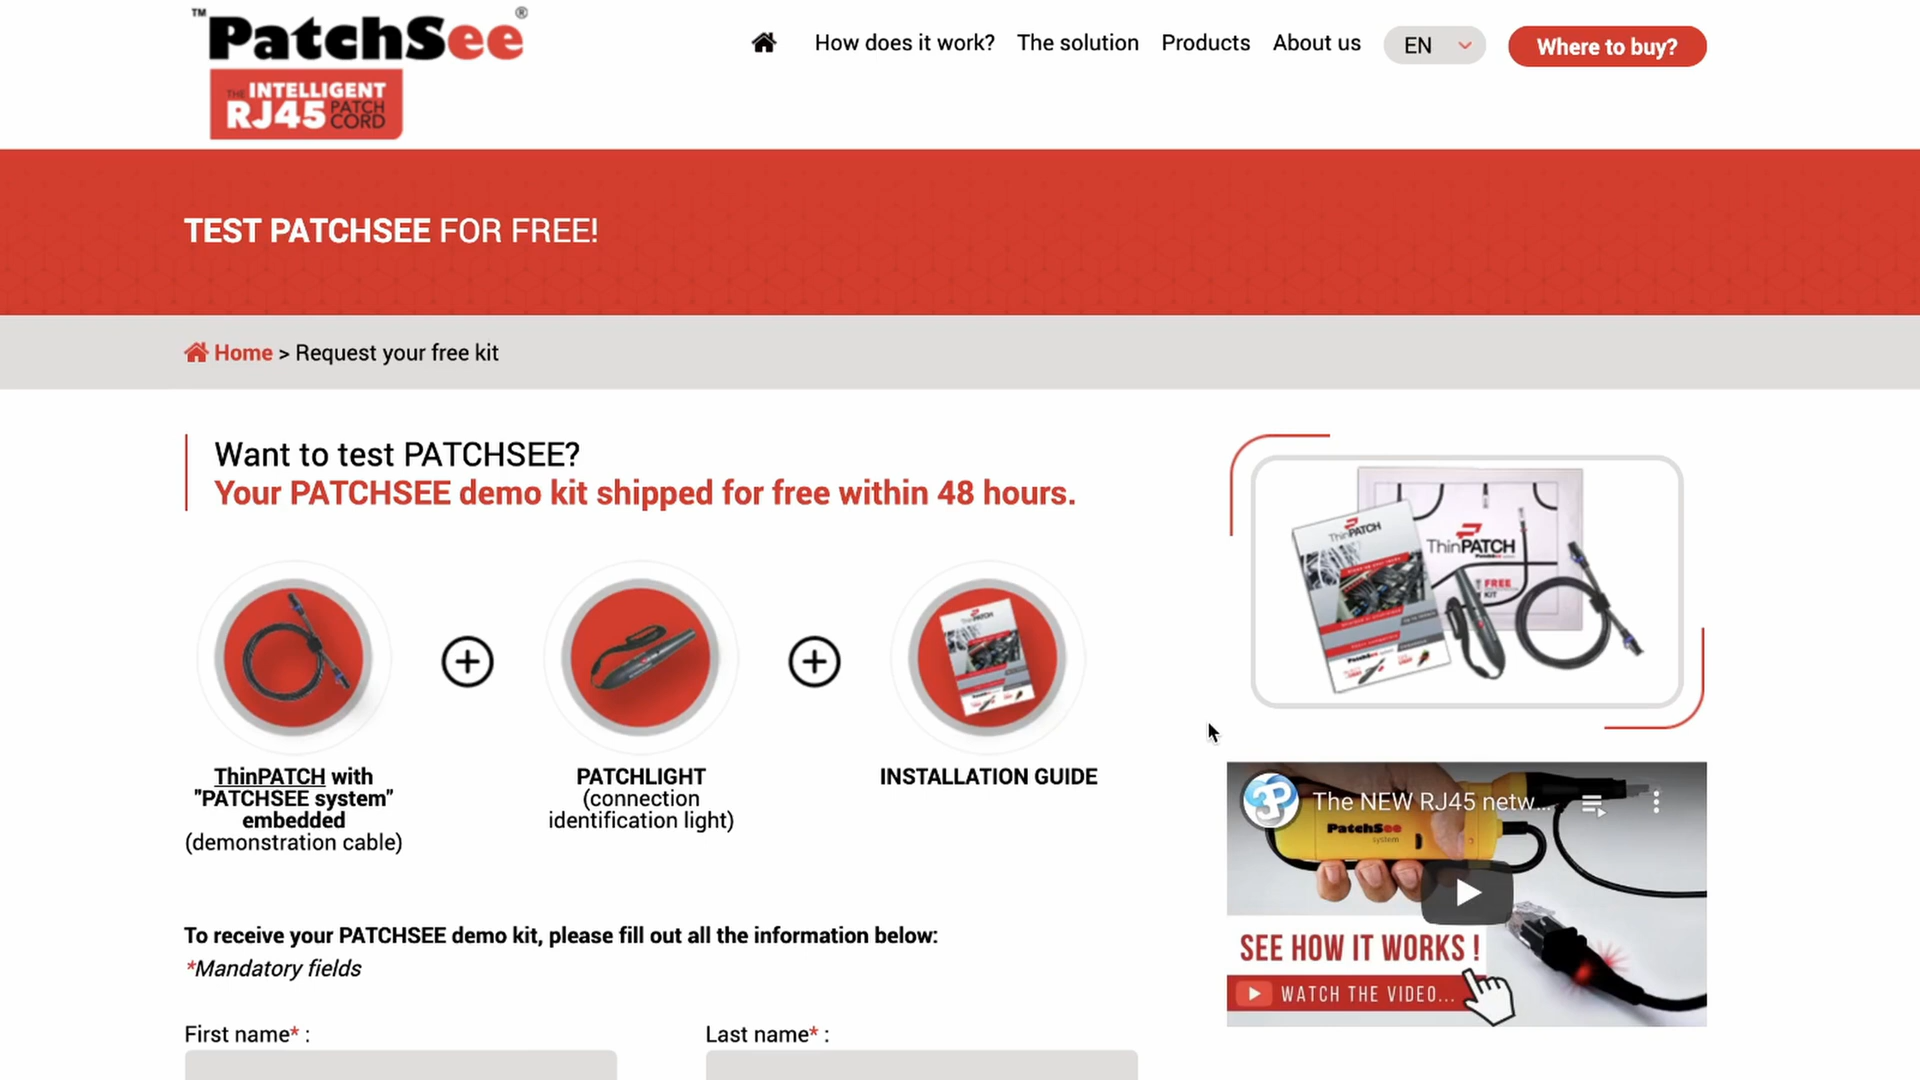 ™ PatchSee ®
THE INTELLIGENT
RJ45 PATCH CORD
How does it work? The solution Products About us EN Where to buy?
TEST PATCHSEE FOR FREE!
Home > Request your free kit
Want to test PATCHSEE?
Your PATCHSEE demo kit shipped for free within 48 hours.
ThinPATCH with
"PATCHSEE system"
embedded
(demonstration cable)
PATCHLIGHT
(connection
identification light)
INSTALLATION GUIDE
ThinPATCH
ThinPATCH
FREE
KIT
The NEW RJ45 netw...
PatchSee
system
SEE HOW IT WORKS !
WATCH THE VIDEO...
To receive your PATCHSEE demo kit, please fill out all the information below:
*Mandatory fields
First name* :
Last name* :